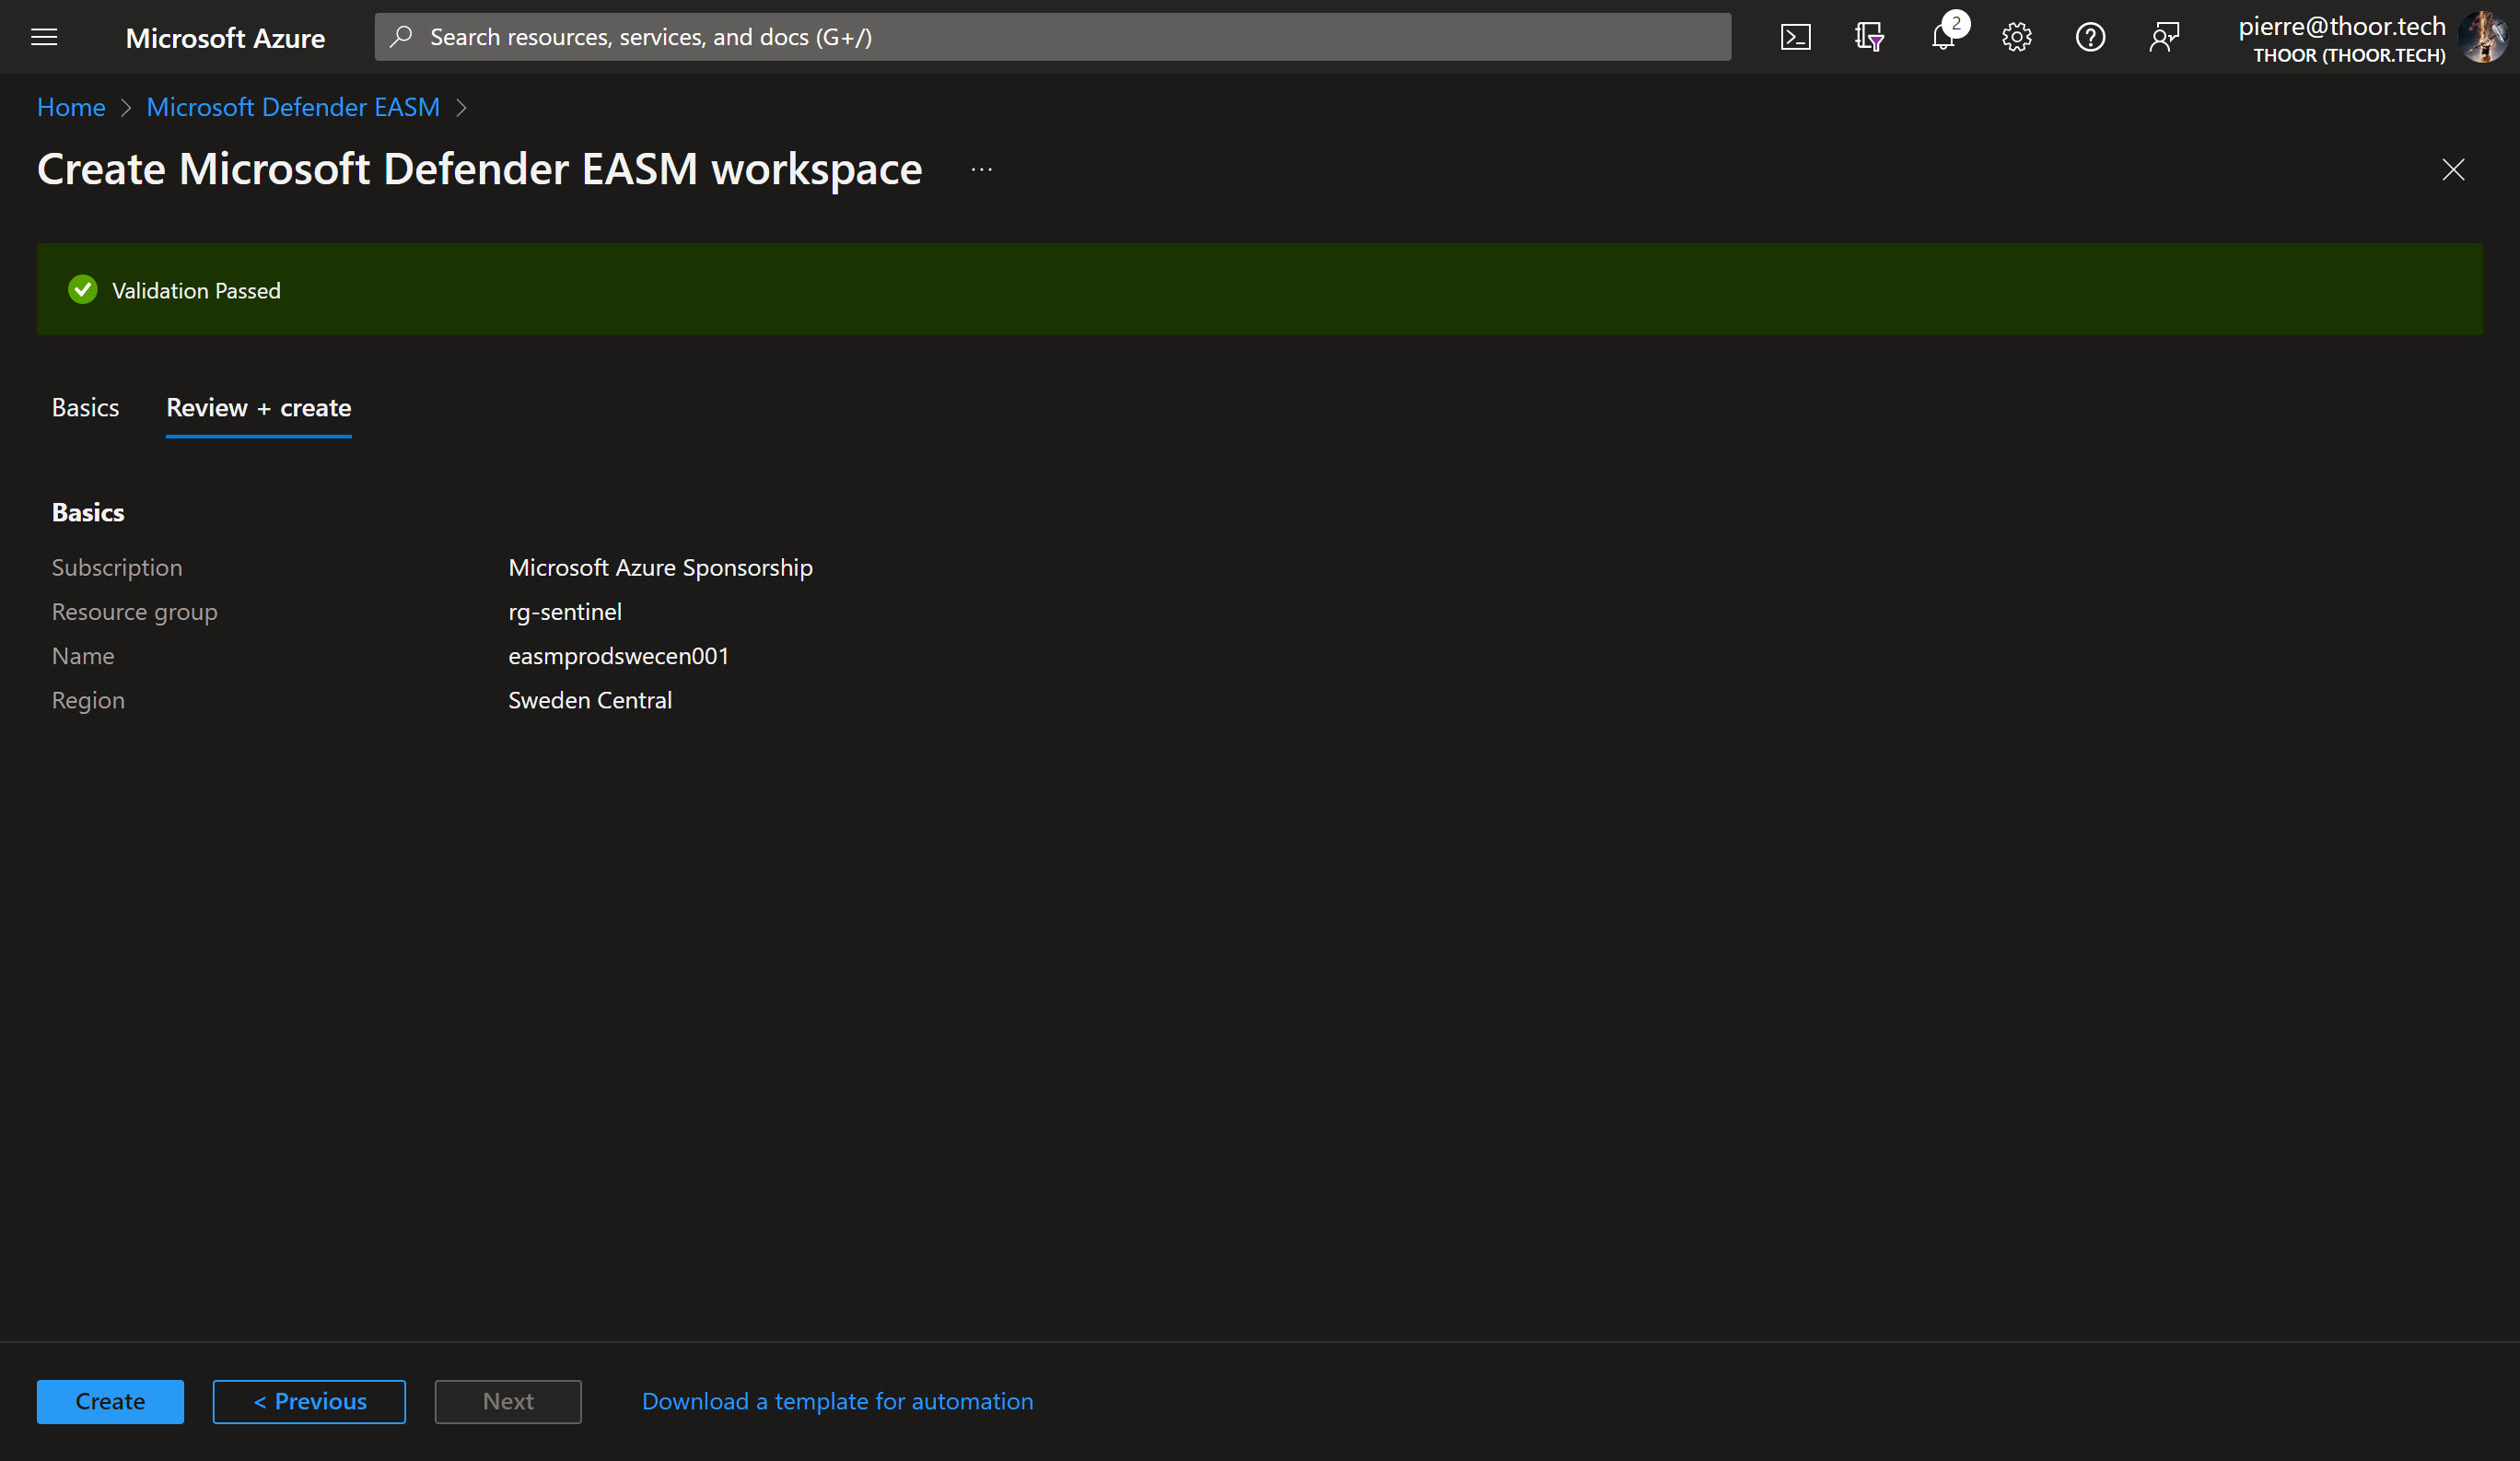 Microsoft Azure
Search resources, services, and docs (G+/)
2
pierre@thoor.tech
THOOR (THOOR.TECH)
Home > Microsoft Defender EASM >
Create Microsoft Defender EASM workspace ...
Validation Passed
Basics Review + create
Basics
Subscription Microsoft Azure Sponsorship
Resource group rg-sentinel
Name easmprodswecen001
Region Sweden Central
Create < Previous Next Download a template for automation